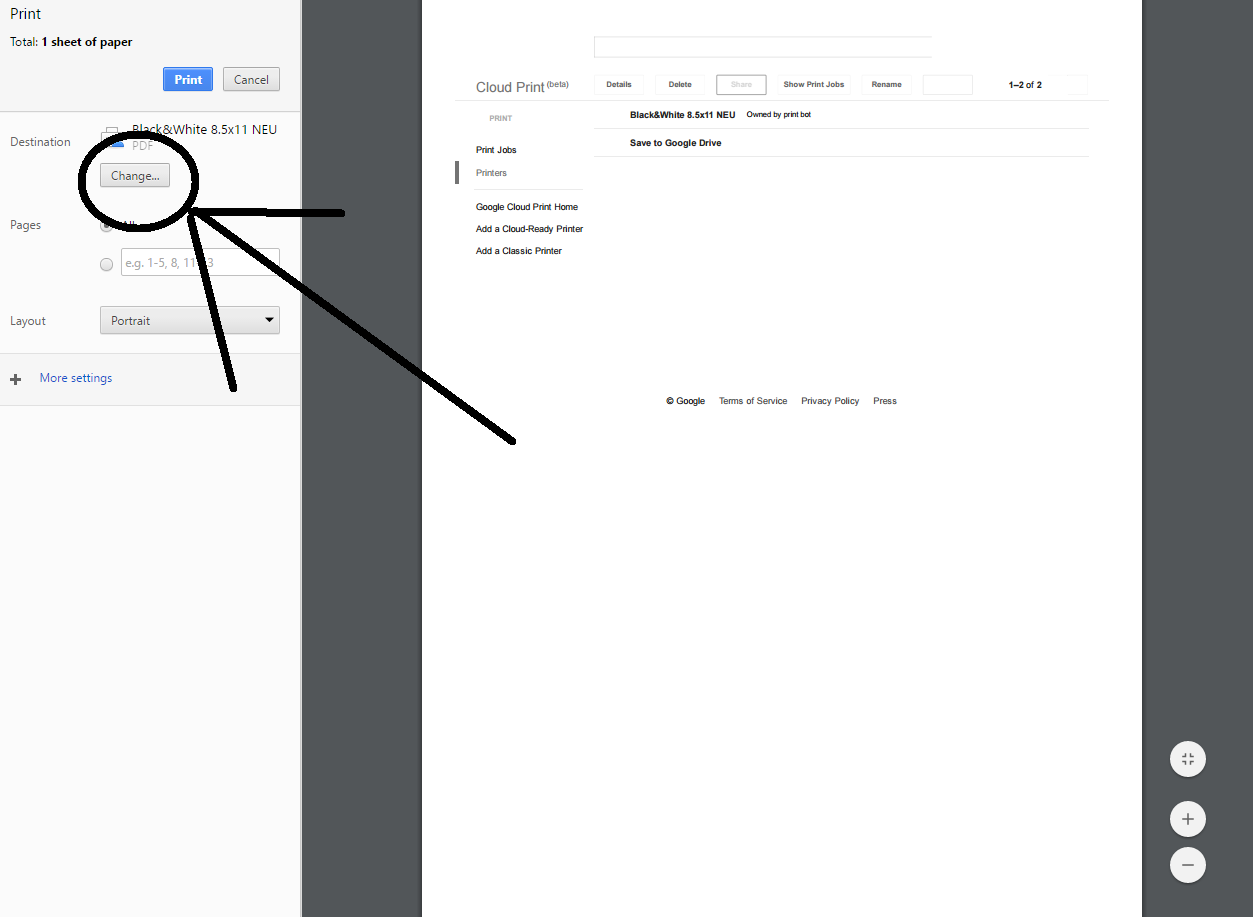 Print
Total: 1 sheet of paper
Print Cancel
Destination
Black&White 8.5x11 NEU
PDF
Change...
Pages
e.g. 1-5, 8, 11
Layout
Portrait
More settings
Cloud Print (beta)
Details Delete Share Show Print Jobs Rename 1–2 of 2
PRINT
Print Jobs
Printers
Google Cloud Print Home
Add a Cloud-Ready Printer
Add a Classic Printer
Black&White 8.5x11 NEU Owned by print bot
Save to Google Drive
© Google Terms of Service Privacy Policy Press